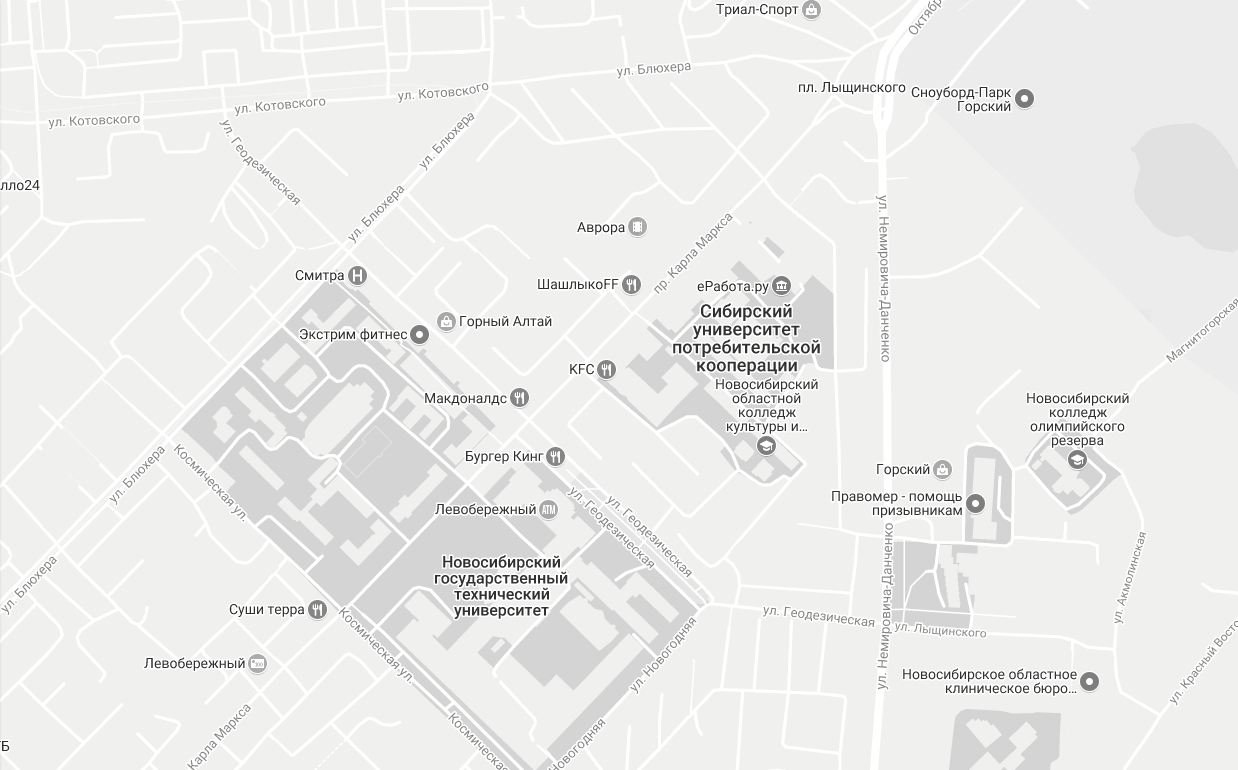 Триал-Спорт
Октябр
ул. Блюхера
пл. Лыщинского
Сноуборд-Парк
Горский
ул. Котовского
ул. Котовского
ул. Котовского
ул. Геодезическая
ул. Блюхера
лло24
ул. Блюхера
Аврора
пр. Карла Маркса
ул. Немировича-Данченко
Смитра
ШашлыкоFF
еРабота.ру
Сибирский
университет
потребительской
кооперации
Горный Алтай
Экстрим фитнес
Магнитогорская
KFC
Новосибирский
областной
колледж
культуры и...
Макдоналдс
Новосибирский
колледж
олимпийского
резерва
Бургер Кинг
ул. Блюхера
Космическая ул.
Горский
Правомер - помощь
призывникам
Левобережный
ATM
ул. Геодезическая
ул. Геодезическая
Новосибирский
государственный
технический
университет
ул. Немировича-Данченко
ул. Акмолинская
ул. Блюхера
Суши терра
Космическая ул.
ул. Геодезическая
ул. Лыщинского
ул. Новогодняя
Левобережный
Новосибирское областное
клиническое бюро...
ул. Красный Восто
Карла Маркса
Космическая
Новогодняя
ТБ